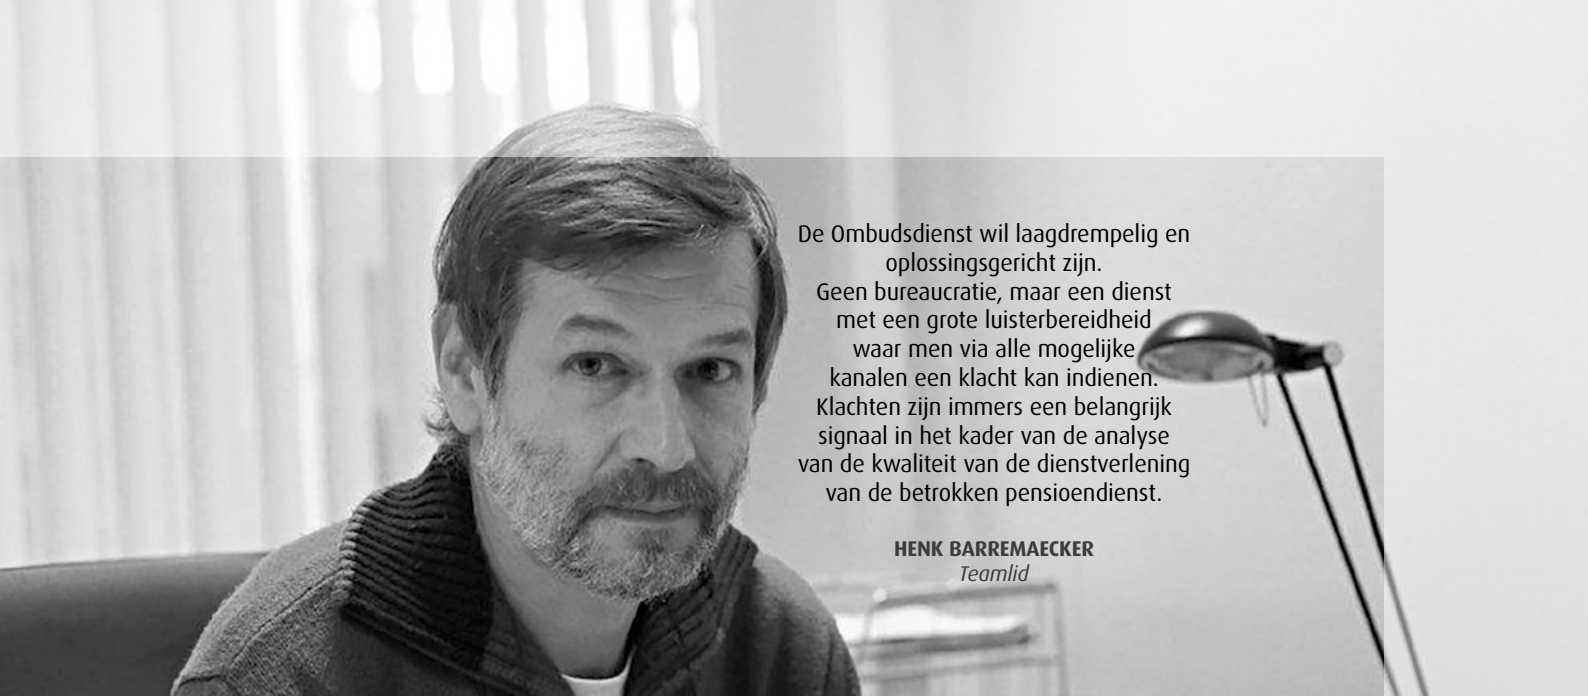 De Ombudsdienst wil laagdrempelig en
oplossingsgericht zijn.
Geen bureaucratie, maar een dienst
met een grote luisterbereidheid
waar men via alle mogelijke
kanalen een klacht kan indienen.
Klachten zijn immers een belangrijk
signaal in het kader van de analyse
van de kwaliteit van de dienstverlening
van de betrokken pensioendienst.
HENK BARREMAECKER
Teamlid